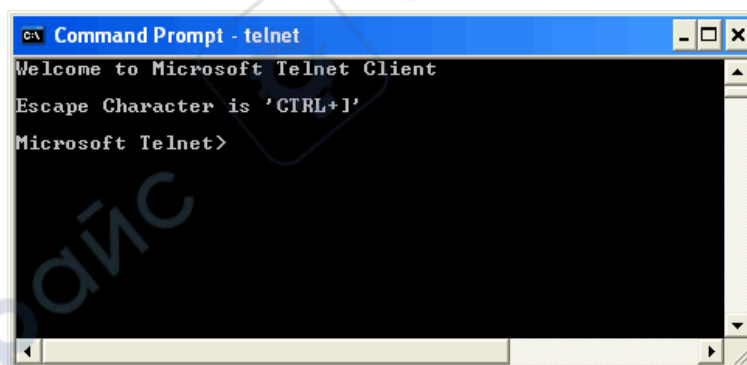 Command Prompt - telnet
Welcome to Microsoft Telnet Client
Escape Character is 'CTRL+]'
Microsoft Telnet>